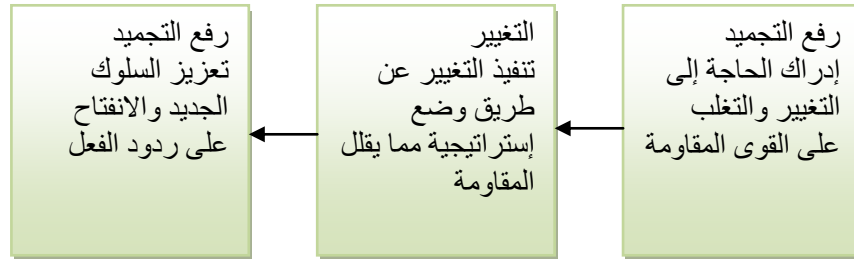 رفع التجميد
إدراك الحاجة إلى
التغيير والتغلب
على القوى المقاومة
التغيير
تنفيذ التغيير عن
طريق وضع
إستراتيجية مما يقلل
المقاومة
رفع التجميد
تعزيز السلوك
الجديد والانفتاح
على ردود الفعل